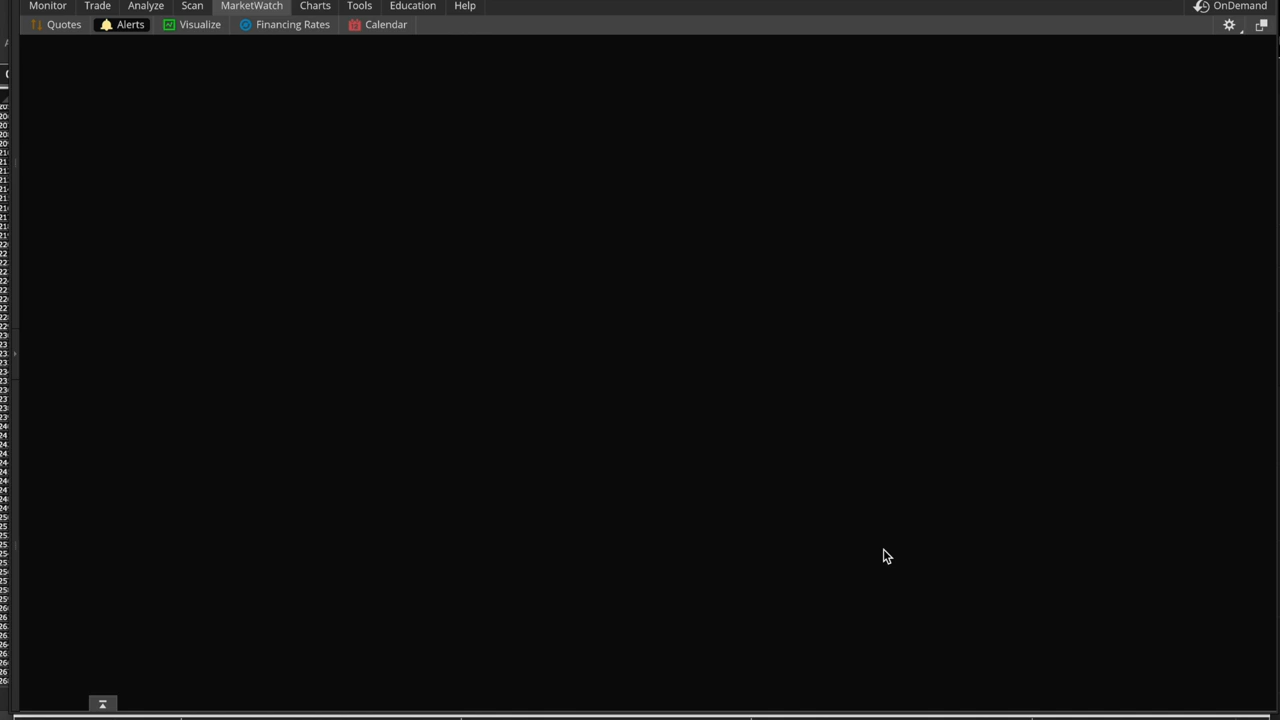 Monitor Trade Analyze Scan MarketWatch Charts Tools Education Help OnDemand
Quotes Alerts Visualize Financing Rates Calendar